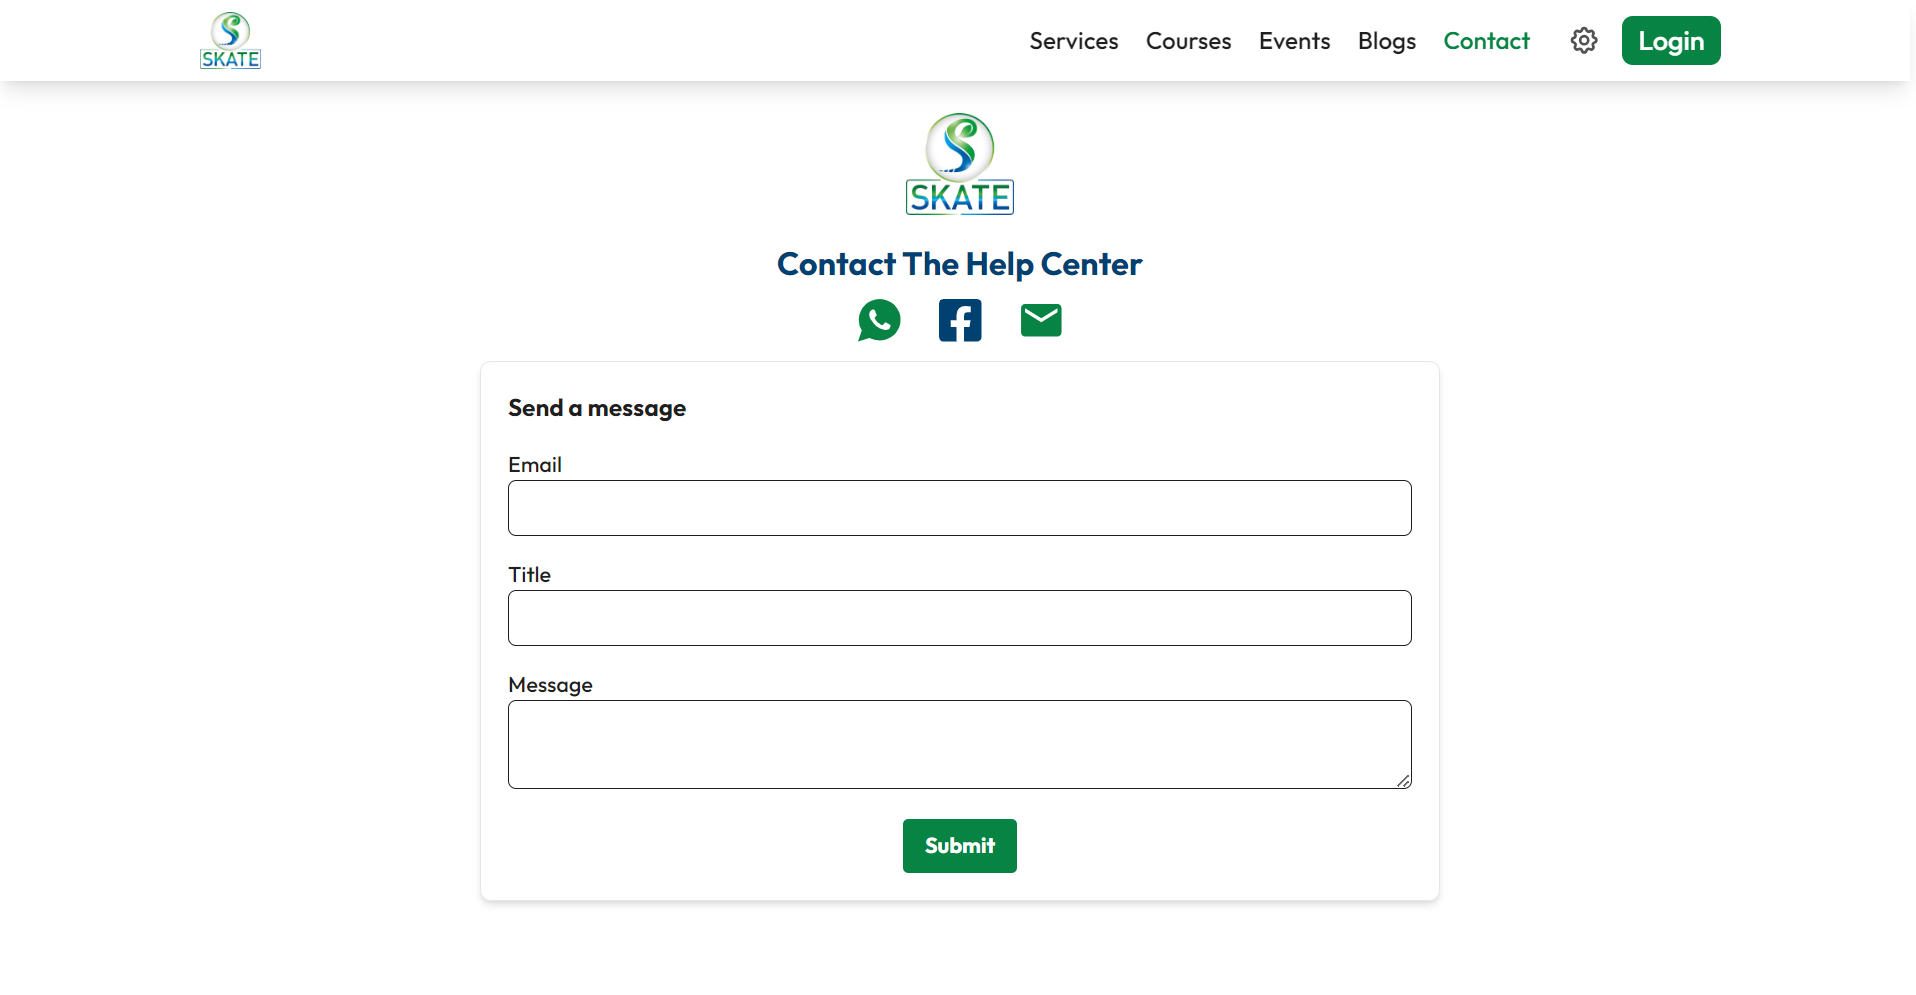 SKATE
Services Courses Events Blogs Contact Login
SKATE
Contact The Help Center
Send a message
Email
Title
Message
Submit